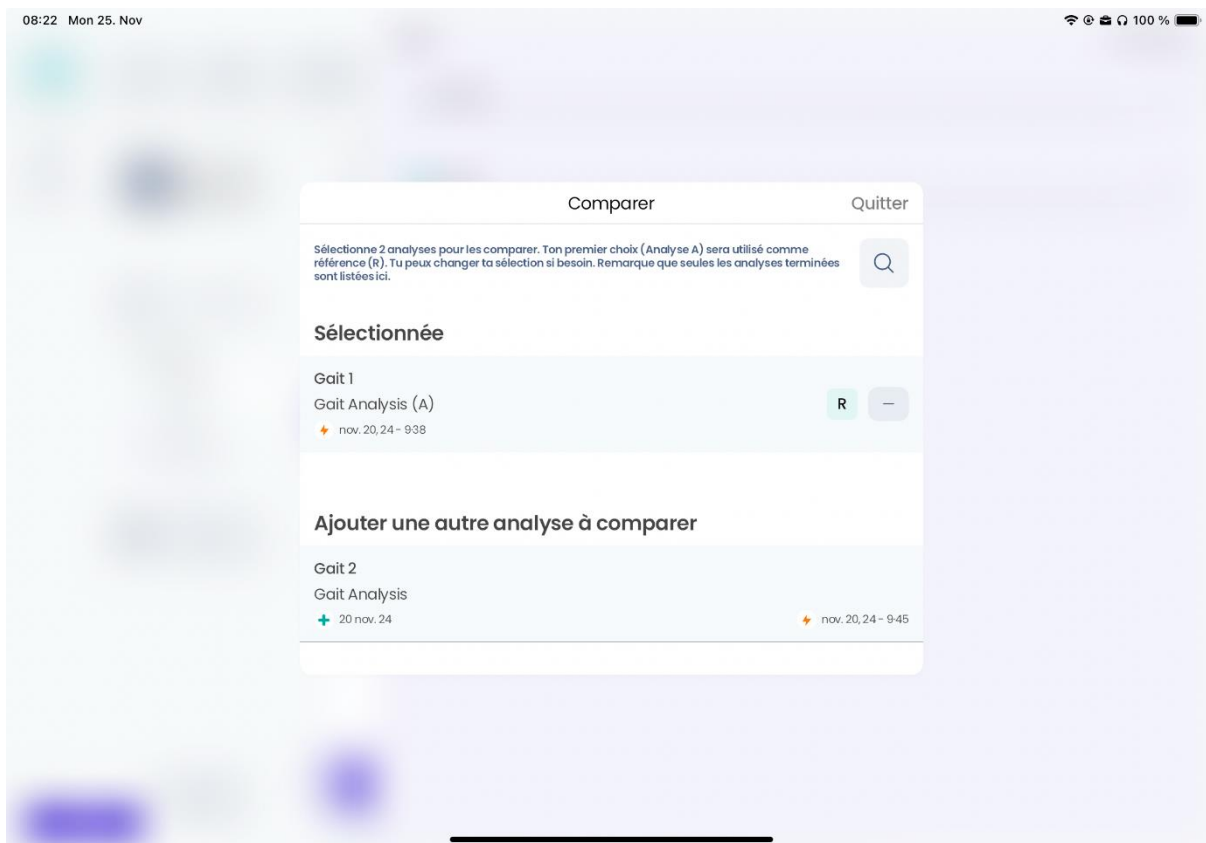 08:22 Mon 25. Nov
100 %
Comparer
Quitter
Sélectionne 2 analyses pour les comparer. Ton premier choix (Analyse A) sera utilisé comme
référence (R). Tu peux changer ta sélection si besoin. Remarque que seules les analyses terminées
sont listées ici.
Sélectionnée
Gait 1
Gait Analysis (A)
R
nov. 20, 24 - 9:38
Ajouter une autre analyse à comparer
Gait 2
Gait Analysis
20 nov. 24
nov. 20, 24 - 9:45